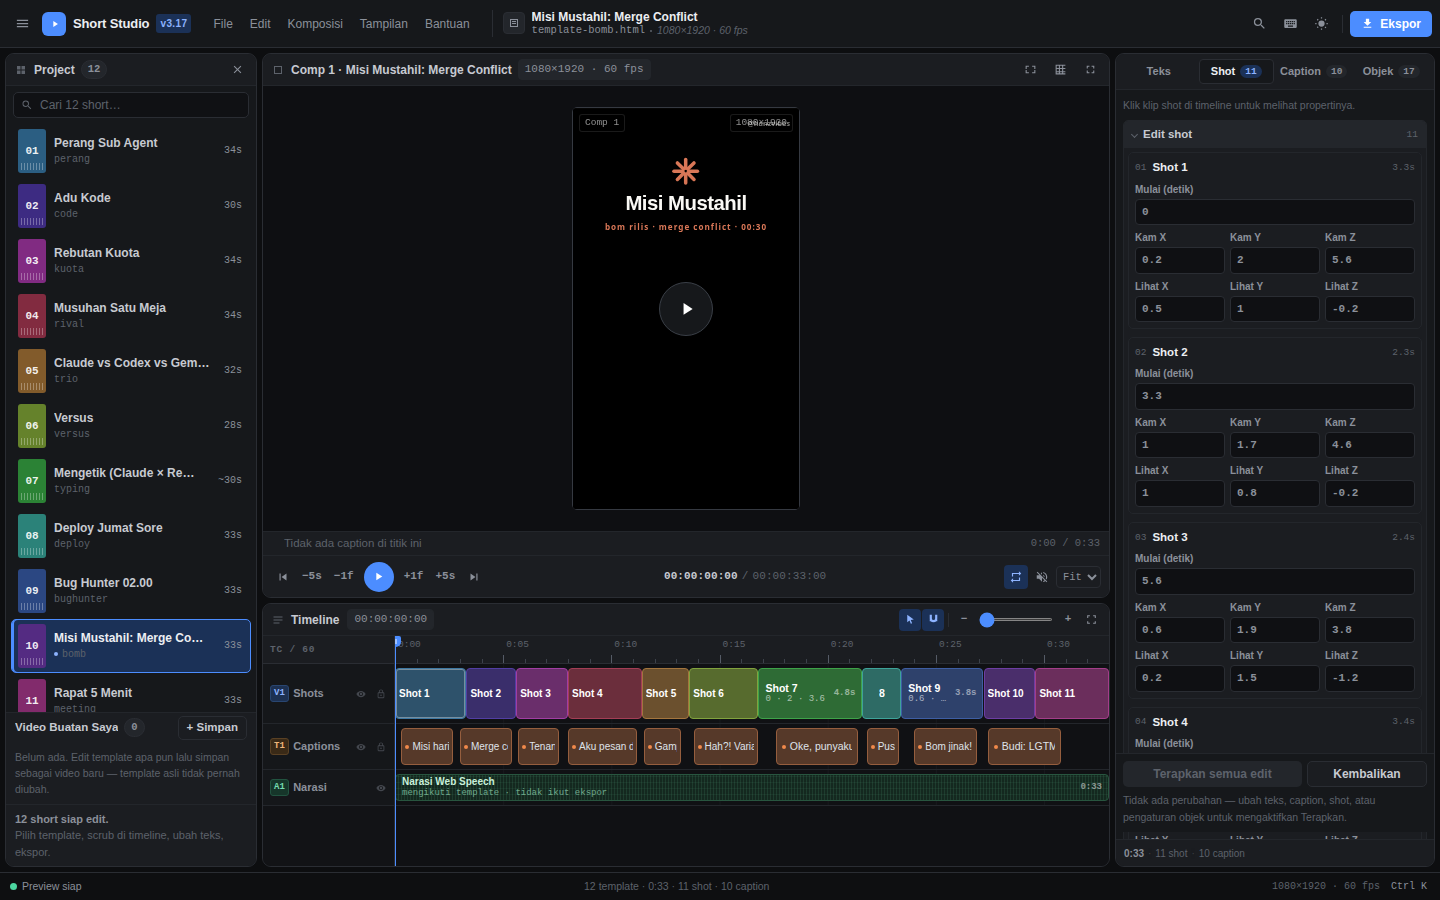 Short Studio v3.17 File Edit Komposisi Tampilan Bantuan
Misi Mustahil: Merge Conflict
template-bomb.html · 1080×1920 · 60 fps
Ekspor
Project 12
Cari 12 short…
01 Perang Sub Agent 34s
perang
02 Adu Kode 30s
code
03 Rebutan Kuota 34s
kuota
04 Musuhan Satu Meja 34s
rival
05 Claude vs Codex vs Gem… 32s
trio
06 Versus 28s
versus
07 Mengetik (Claude × Re… ~30s
typing
08 Deploy Jumat Sore 33s
deploy
09 Bug Hunter 02.00 33s
bughunter
10 Misi Mustahil: Merge Co… 33s
bomb
11 Rapat 5 Menit 33s
meeting
Video Buatan Saya 0 + Simpan
Belum ada. Edit template apa pun lalu simpan
sebagai video baru — template asli tidak pernah
diubah.
12 short siap edit.
Pilih template, scrub di timeline, ubah teks,
ekspor.
Comp 1 · Misi Mustahil: Merge Conflict 1080×1920 · 60 fps
Comp 1
1080×1920
Misi Mustahil
bom rilis · merge conflict · 00:30
Tidak ada caption di titik ini 0:00 / 0:33
−5s −1f +1f +5s 00:00:00:00 / 00:00:33:00 Fit
Timeline 00:00:00:00 − +
TC / 60 0:00 0:05 0:10 0:15 0:20 0:25 0:30
V1 Shots
Shot 1 Shot 2 Shot 3 Shot 4 Shot 5 Shot 6 Shot 7 4.8s 8 Shot 9 3.8s Shot 10 Shot 11
0 · 2 · 3.6 0.6 · …
T1 Captions
Misi hari Merge c Tenan Aku pesan d Gam Hah?! Varia Oke, punyaku Pus Bom jinak! Budi: LGTM
A1 Narasi
Narasi Web Speech
mengikuti template · tidak ikut ekspor 0:33
Teks Shot 11 Caption 10 Objek 17
Klik klip shot di timeline untuk melihat propertinya.
Edit shot 11
01 Shot 1 3.3s
Mulai (detik)
0
Kam X Kam Y Kam Z
0.2 2 5.6
Lihat X Lihat Y Lihat Z
0.5 1 -0.2
02 Shot 2 2.3s
Mulai (detik)
3.3
Kam X Kam Y Kam Z
1 1.7 4.6
Lihat X Lihat Y Lihat Z
1 0.8 -0.2
03 Shot 3 2.4s
Mulai (detik)
5.6
Kam X Kam Y Kam Z
0.6 1.9 3.8
Lihat X Lihat Y Lihat Z
0.2 1.5 -1.2
04 Shot 4 3.4s
Mulai (detik)
Terapkan semua edit Kembalikan
Tidak ada perubahan — ubah teks, caption, shot, atau
pengaturan objek untuk mengaktifkan Terapkan.
0:33 · 11 shot · 10 caption
Preview siap
12 template · 0:33 · 11 shot · 10 caption
1080×1920 · 60 fps Ctrl K